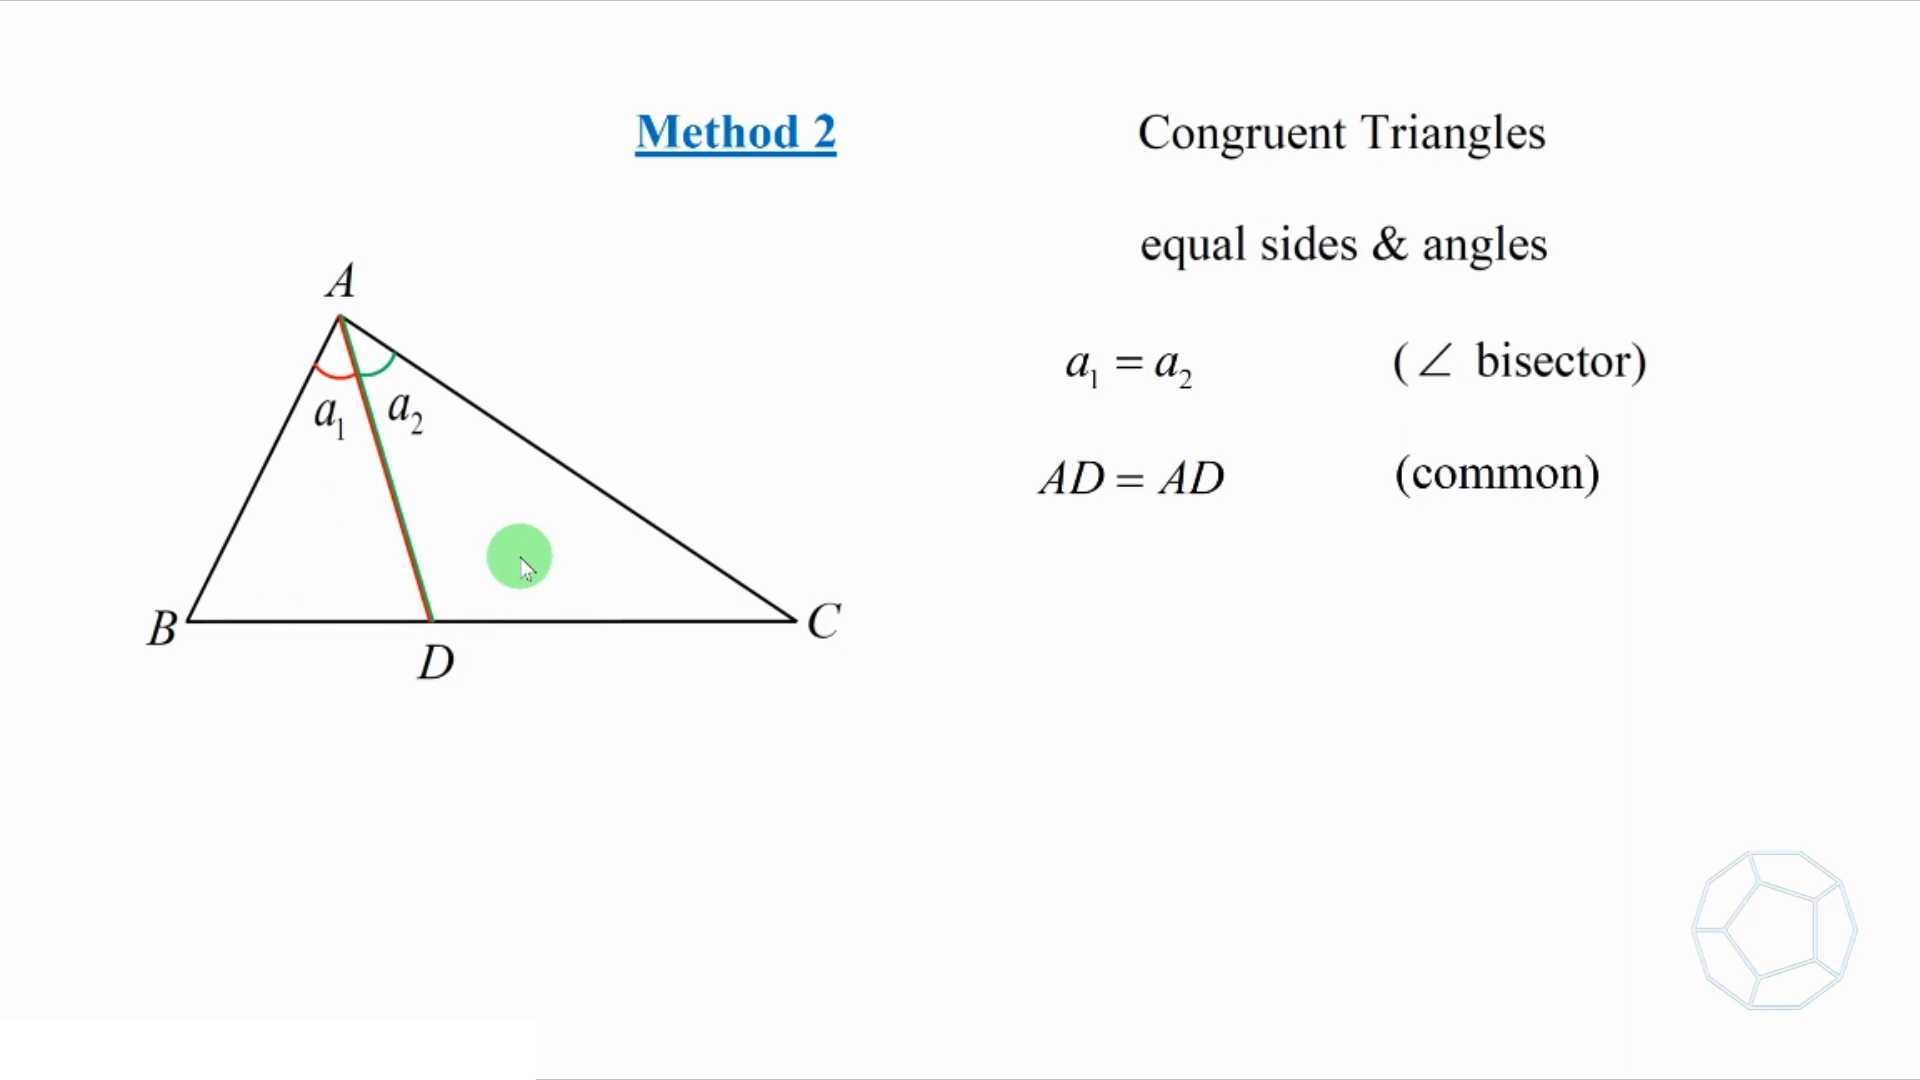 Method 2
Congruent Triangles
equal sides & angles
A
a₁ = a₂ (∠ bisector)
a₁ a₂
AD = AD (common)
B C
D